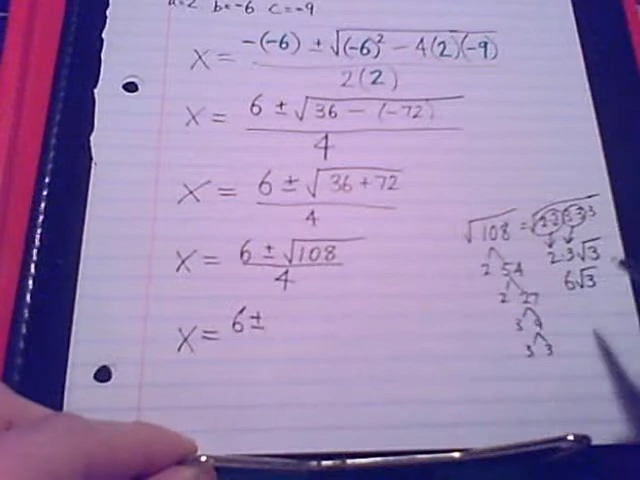 a=2 b=-6 c=-9
X = -(-6) ± √(-6)² - 4(2)(-9)
2(2)
X = 6 ± √36 - (-72)
4
X = 6 ± √36+72
4
X = 6 ± √108
4
X = 6 ±
√108 = √2·2·3·3·3
2·3√3
6√3
2 54
2 27
3 9
3 3